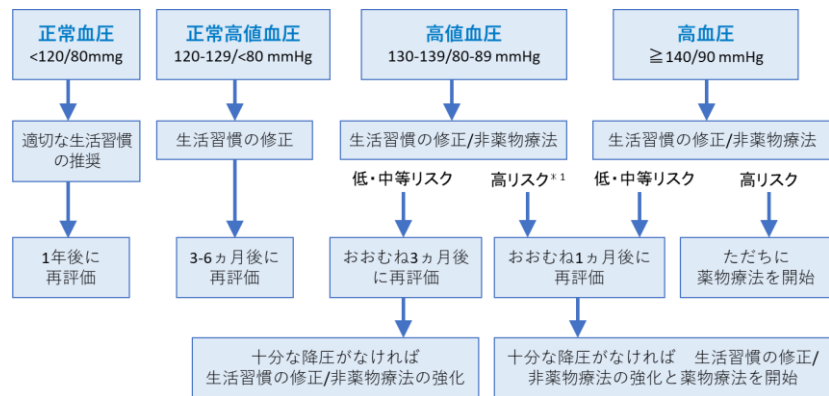 正常血圧
<120/80mmg
正常高値血圧
120-129/<80 mmHg
高値血圧
130-139/80-89 mmHg
高血圧
≧140/90 mmHg
適切な生活習慣
の推奨
生活習慣の修正
生活習慣の修正/非薬物療法
生活習慣の修正/非薬物療法
低・中等リスク
高リスク*1
低・中等リスク
高リスク
1年後に
再評価
3-6ヵ月後に
再評価
おおむね3ヵ月後
に再評価
おおむね1ヵ月後に
再評価
ただちに
薬物療法を開始
十分な降圧がなければ
生活習慣の修正/非薬物療法の強化
十分な降圧がなければ 生活習慣の修正/
非薬物療法の強化と薬物療法を開始